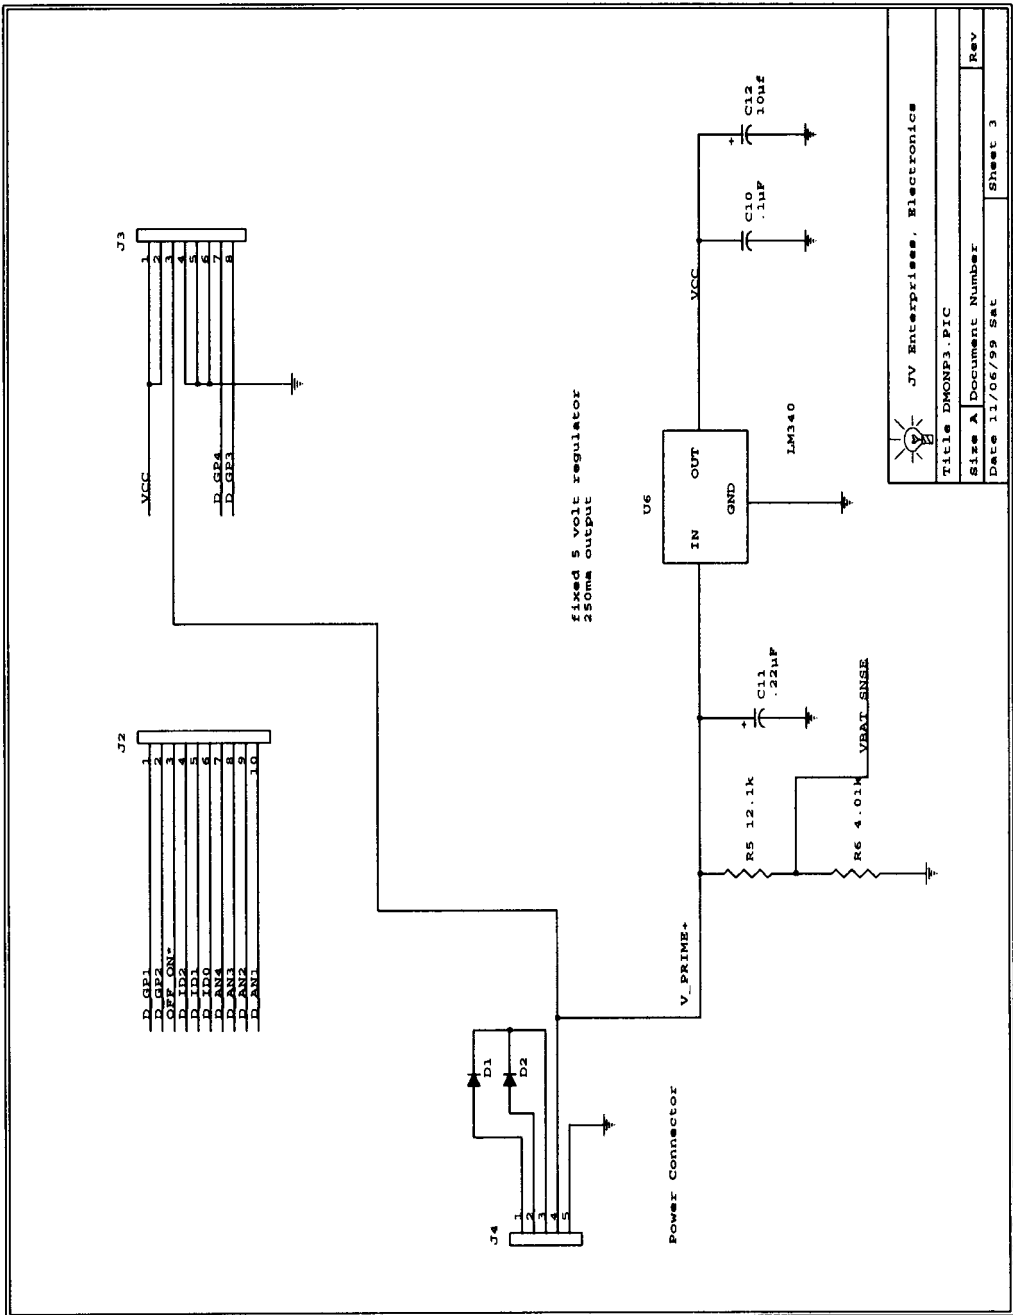 J2
D_GP1 1
D_GP2 2
OFF_ON* 3
D_ID2 4
D_ID1 5
D_ID0 6
D_AN4 7
D_AN3 8
D_AN2 9
D_AN1 10
J3
VCC
1
2
3
4
5
6
D_GP4 7
D_GP3 8
J4
1
2
3
4
5
D1
D2
Power Connector
V_PRIME+
fixed 5 volt regulator
250ma output
U6
IN OUT
GND
LM340
VCC
R5 12.1k
R6 4.01k
VBAT_SNSE
+
C11
.22µF
C10
.1µF
+
C12
10µf
JV Enterprises, Electronics
Title DMONP3.PIC
Size A Document Number Rev
Date 11/06/99 Sat Sheet 3